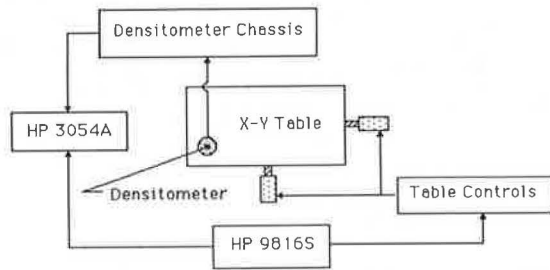 Densitometer Chassis
HP 3054A
X-Y Table
Densitometer
Table Controls
HP 9816S